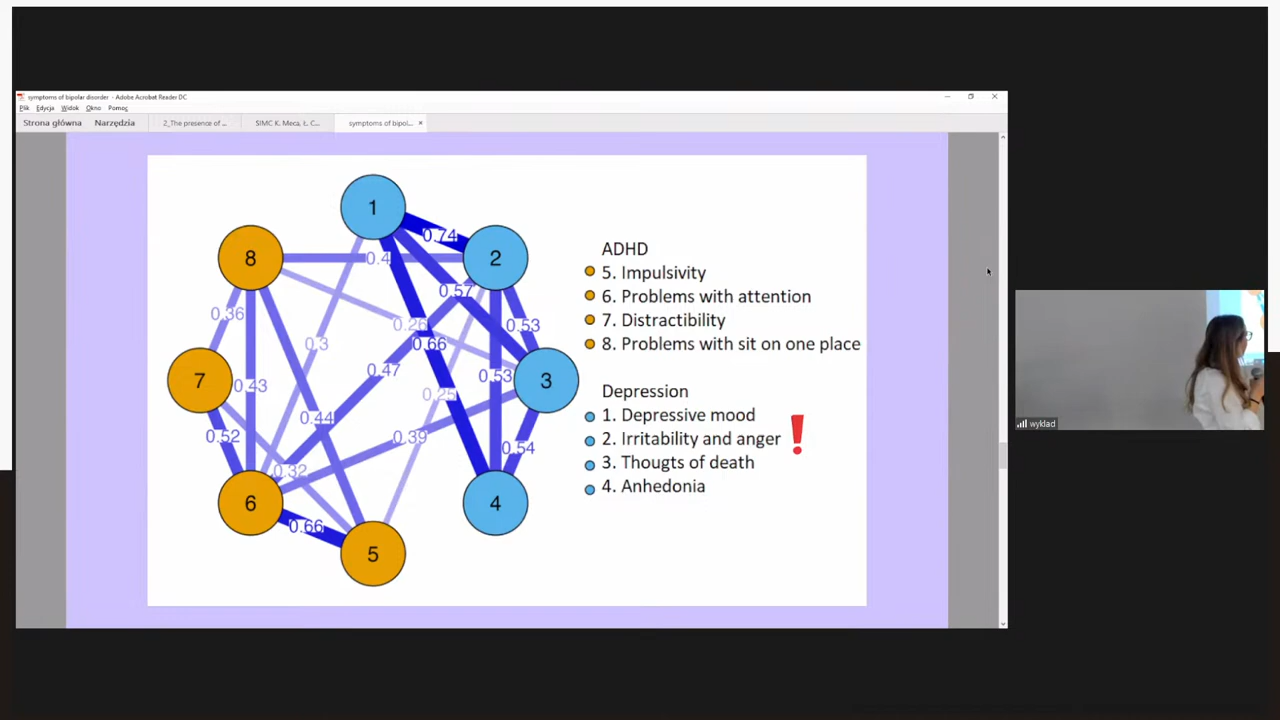 symptoms of bipolar disorder - Adobe Acrobat Reader DC
Plik Edycja Widok Okno Pomoc
Strona główna Narzędzia 2_The presence of ... SIMC K. Meca, Ł. C... symptoms of bipol...
1
2
3
4
5
6
7
8
0.74
0.4
0.57
0.53
0.36
0.26
0.3
0.66
0.47
0.53
0.43
0.25
0.44
0.39
0.52
0.54
0.32
0.66
ADHD
5. Impulsivity
6. Problems with attention
7. Distractibility
8. Problems with sit on one place
Depression
1. Depressive mood
2. Irritability and anger !
3. Thougts of death
4. Anhedonia
wyklad